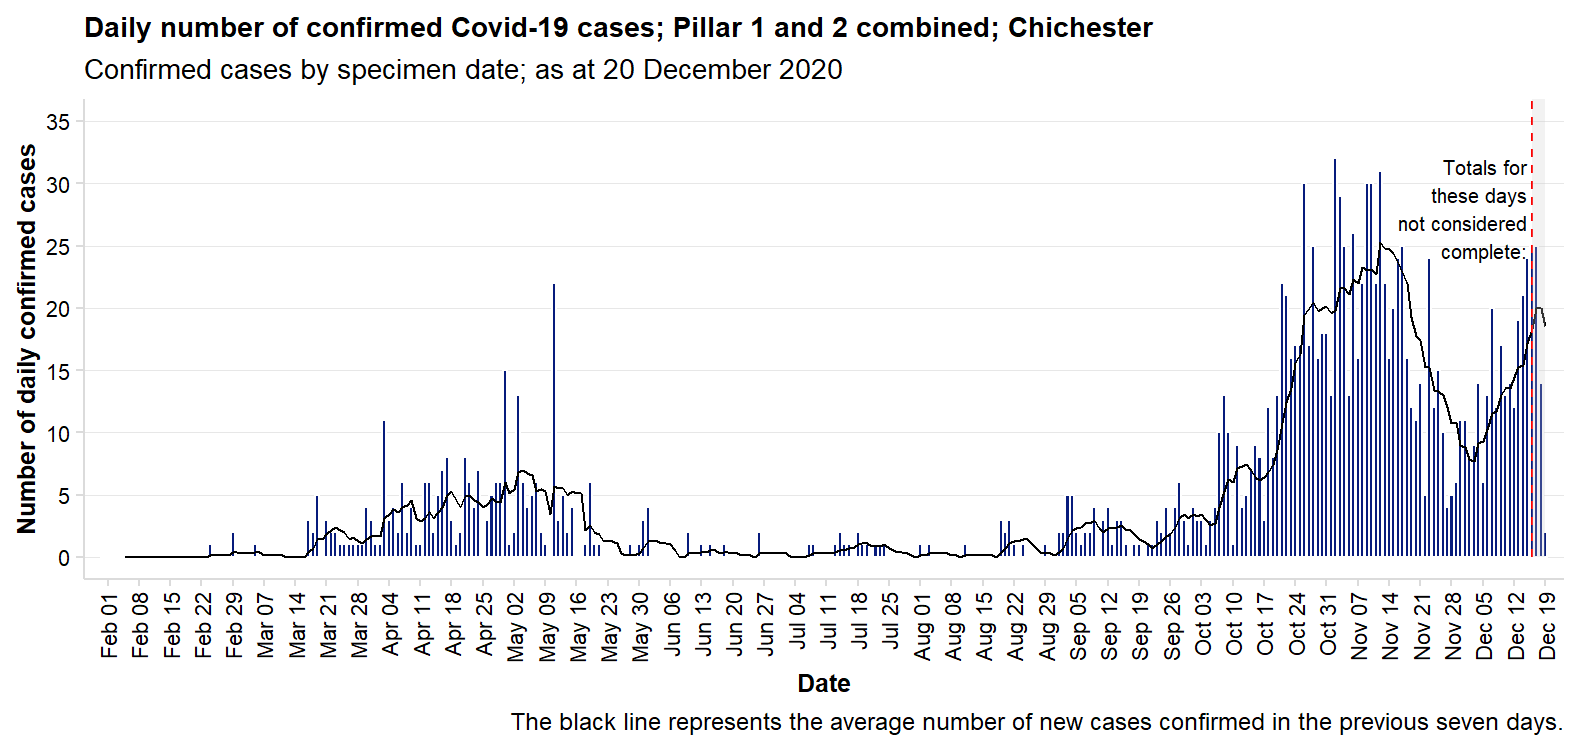 Daily number of confirmed Covid-19 cases; Pillar 1 and 2 combined; Chichester
Confirmed cases by specimen date; as at 20 December 2020
Number of daily confirmed cases
35
30
25
20
15
10
5
0
Totals for
these days
not considered
complete:
Feb 01
Feb 08
Feb 15
Feb 22
Feb 29
Mar 07
Mar 14
Mar 21
Mar 28
Apr 04
Apr 11
Apr 18
Apr 25
May 02
May 09
May 16
May 23
May 30
Jun 06
Jun 13
Jun 20
Jun 27
Jul 04
Jul 11
Jul 18
Jul 25
Aug 01
Aug 08
Aug 15
Aug 22
Aug 29
Sep 05
Sep 12
Sep 19
Sep 26
Oct 03
Oct 10
Oct 17
Oct 24
Oct 31
Nov 07
Nov 14
Nov 21
Nov 28
Dec 05
Dec 12
Dec 19
Date
The black line represents the average number of new cases confirmed in the previous seven days.